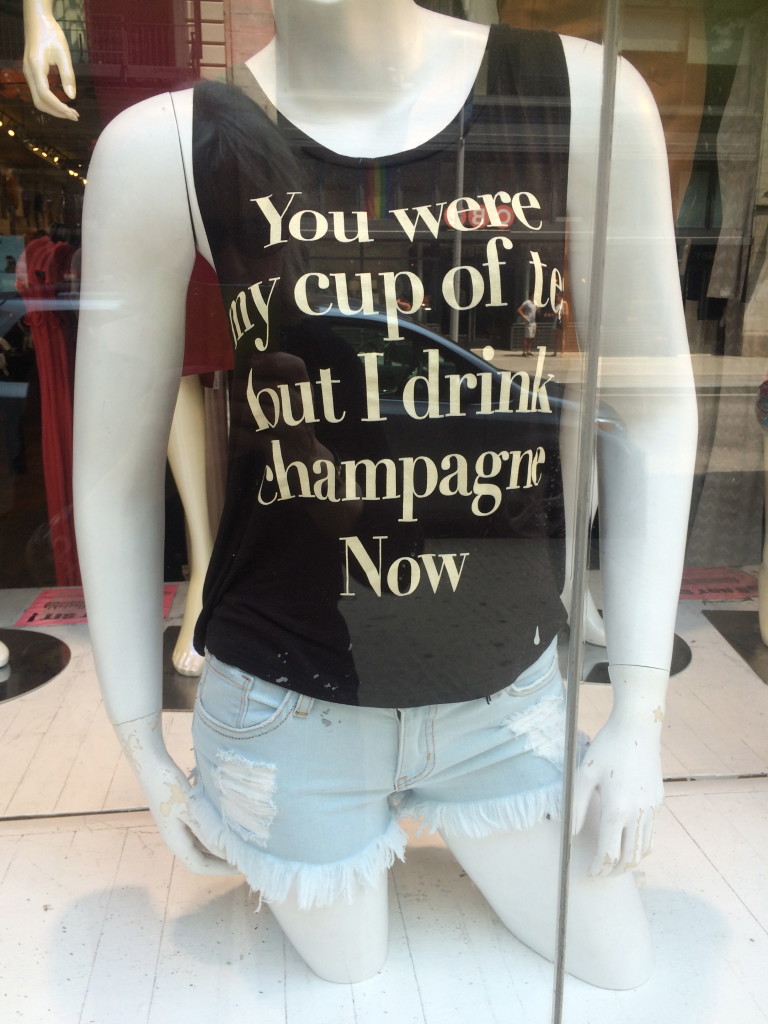 You were
my cup of te
but I drink
champagne
Now